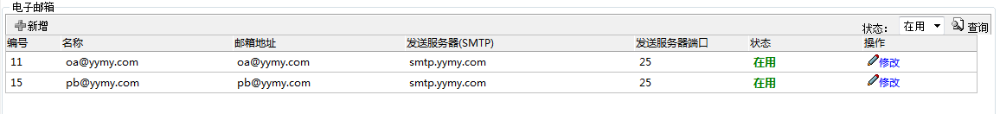 电子邮箱
新增 状态： 在用 查询
编号 名称 邮箱地址 发送服务器(SMTP) 发送服务器端口 状态 操作
11 oa@yymy.com oa@yymy.com smtp.yymy.com 25 在用 修改
15 pb@yymy.com pb@yymy.com smtp.yymy.com 25 在用 修改